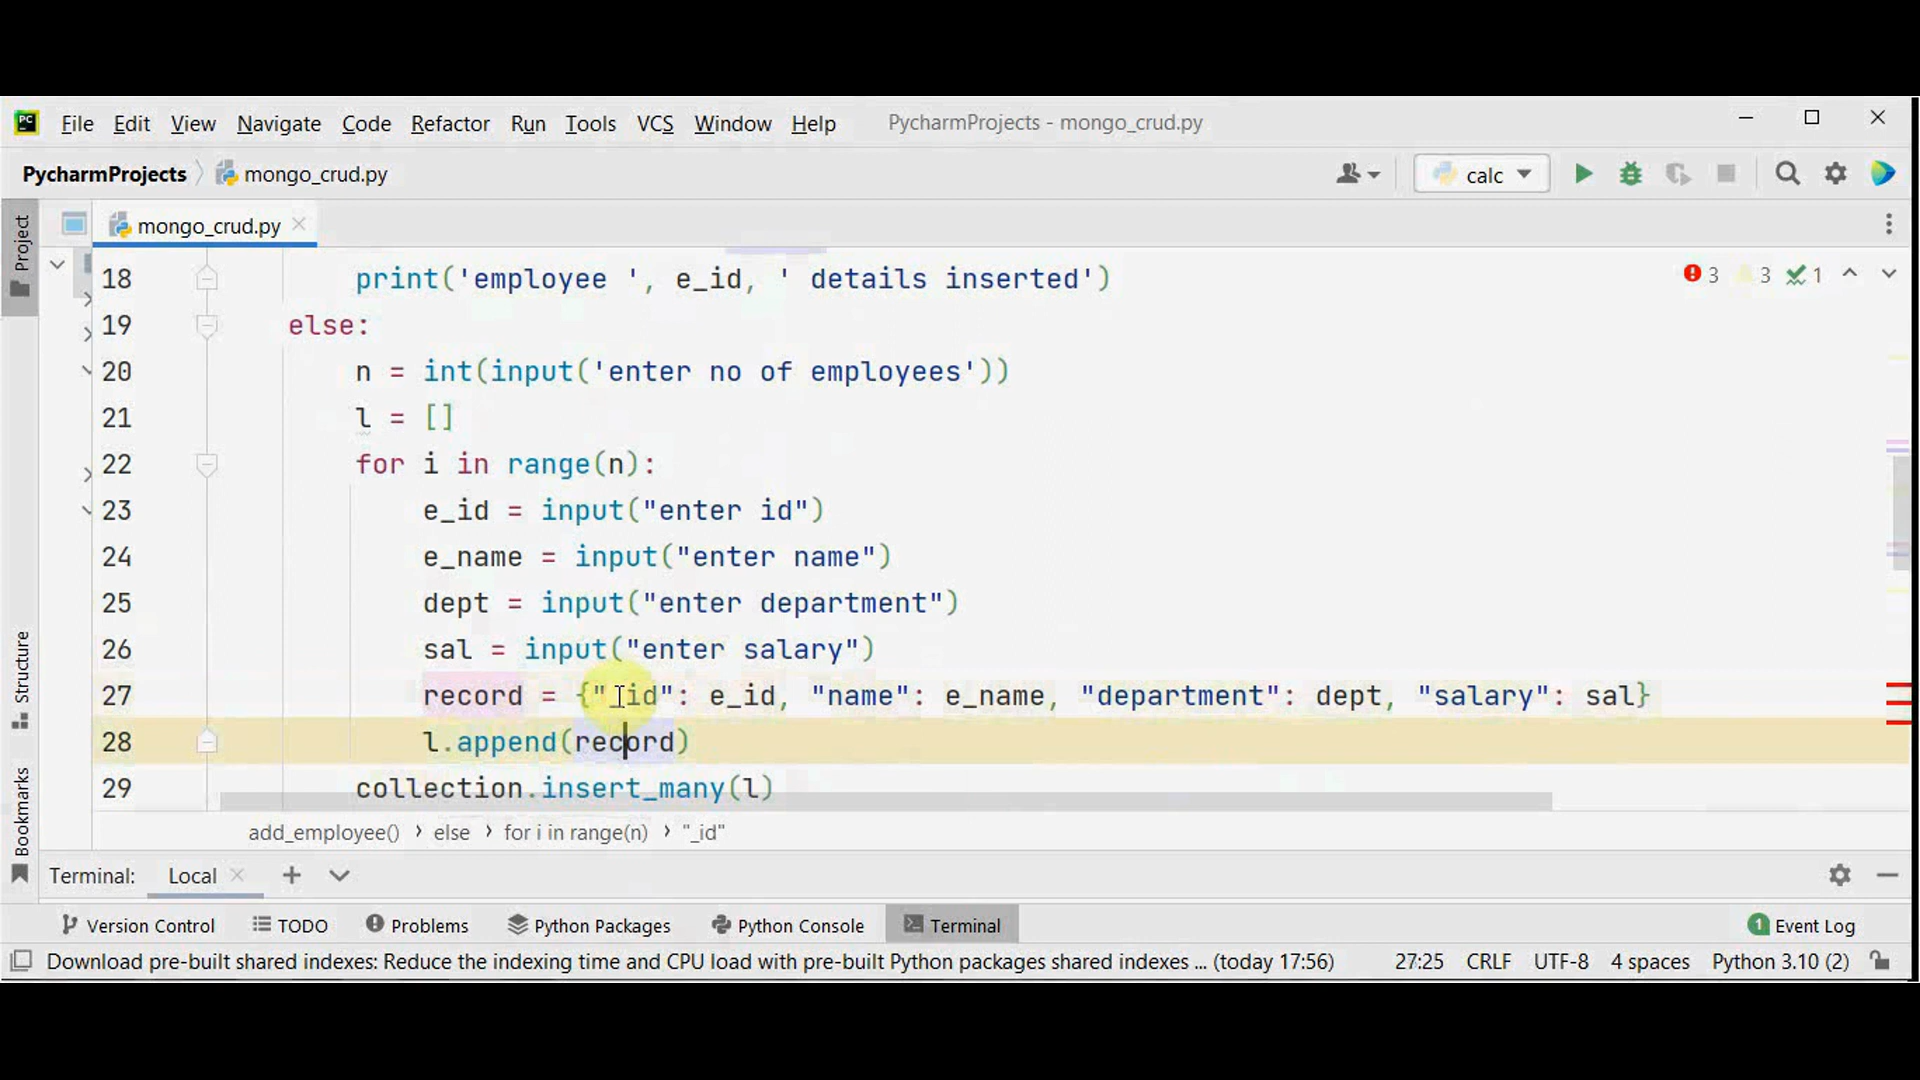 PC File Edit View Navigate Code Refactor Run Tools VCS Window Help PycharmProjects - mongo_crud.py
PycharmProjects mongo_crud.py calc
Project mongo_crud.py
18 print('employee ', e_id, ' details inserted') 3 3 1
19 else:
20 n = int(input('enter no of employees'))
21 l = []
22 for i in range(n):
23 e_id = input("enter id")
24 e_name = input("enter name")
25 dept = input("enter department")
26 sal = input("enter salary")
27 record = {"_id": e_id, "name": e_name, "department": dept, "salary": sal}
28 l.append(record)
29 collection.insert_many(l)
Structure
Bookmarks
add_employee() › else › for i in range(n) › "_id"
Terminal: Local
Version Control TODO Problems Python Packages Python Console Terminal 1 Event Log
Download pre-built shared indexes: Reduce the indexing time and CPU load with pre-built Python packages shared indexes ... (today 17:56) 27:25 CRLF UTF-8 4 spaces Python 3.10 (2)